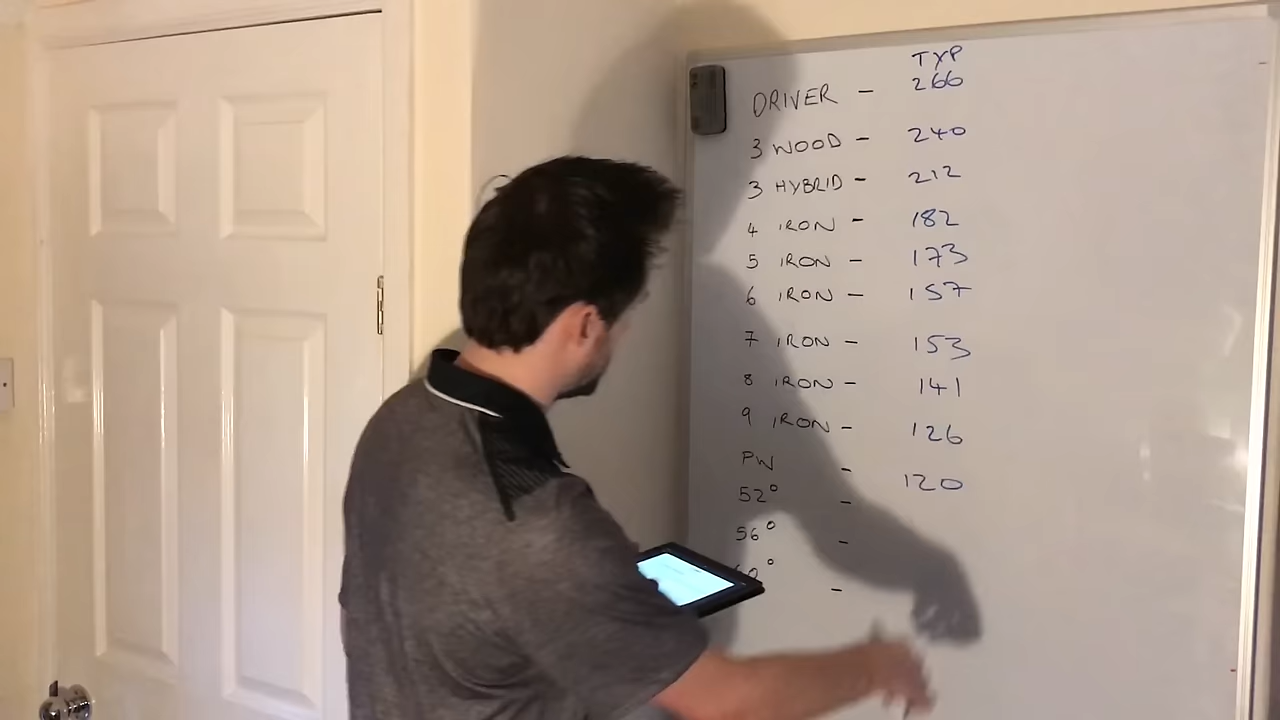 TYP
DRIVER - 266
3 WOOD - 240
3 HYBRID - 212
4 IRON - 182
5 IRON - 173
6 IRON - 157
7 IRON - 153
8 IRON - 141
9 IRON - 126
PW - 120
52° -
56° -
60° -